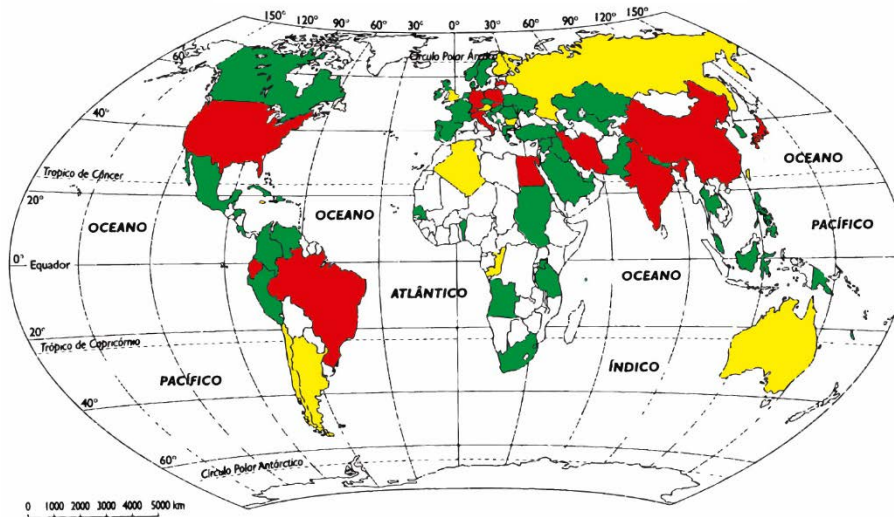 150° 120° 90° 60° 30° 0° 30° 60° 90° 120° 150°
Círculo Polar Ártico
60°
40°
Tropico de Câncer
20°
OCEANO
OCEANO
OCEANO
PACÍFICO
0° Equador
ATLÂNTICO
OCEANO
20°
Trópico de Capricórnio
PACÍFICO
ÍNDICO
40°
60°
Círculo Polar Antárctico
0 1000 2000 3000 4000 5000 km